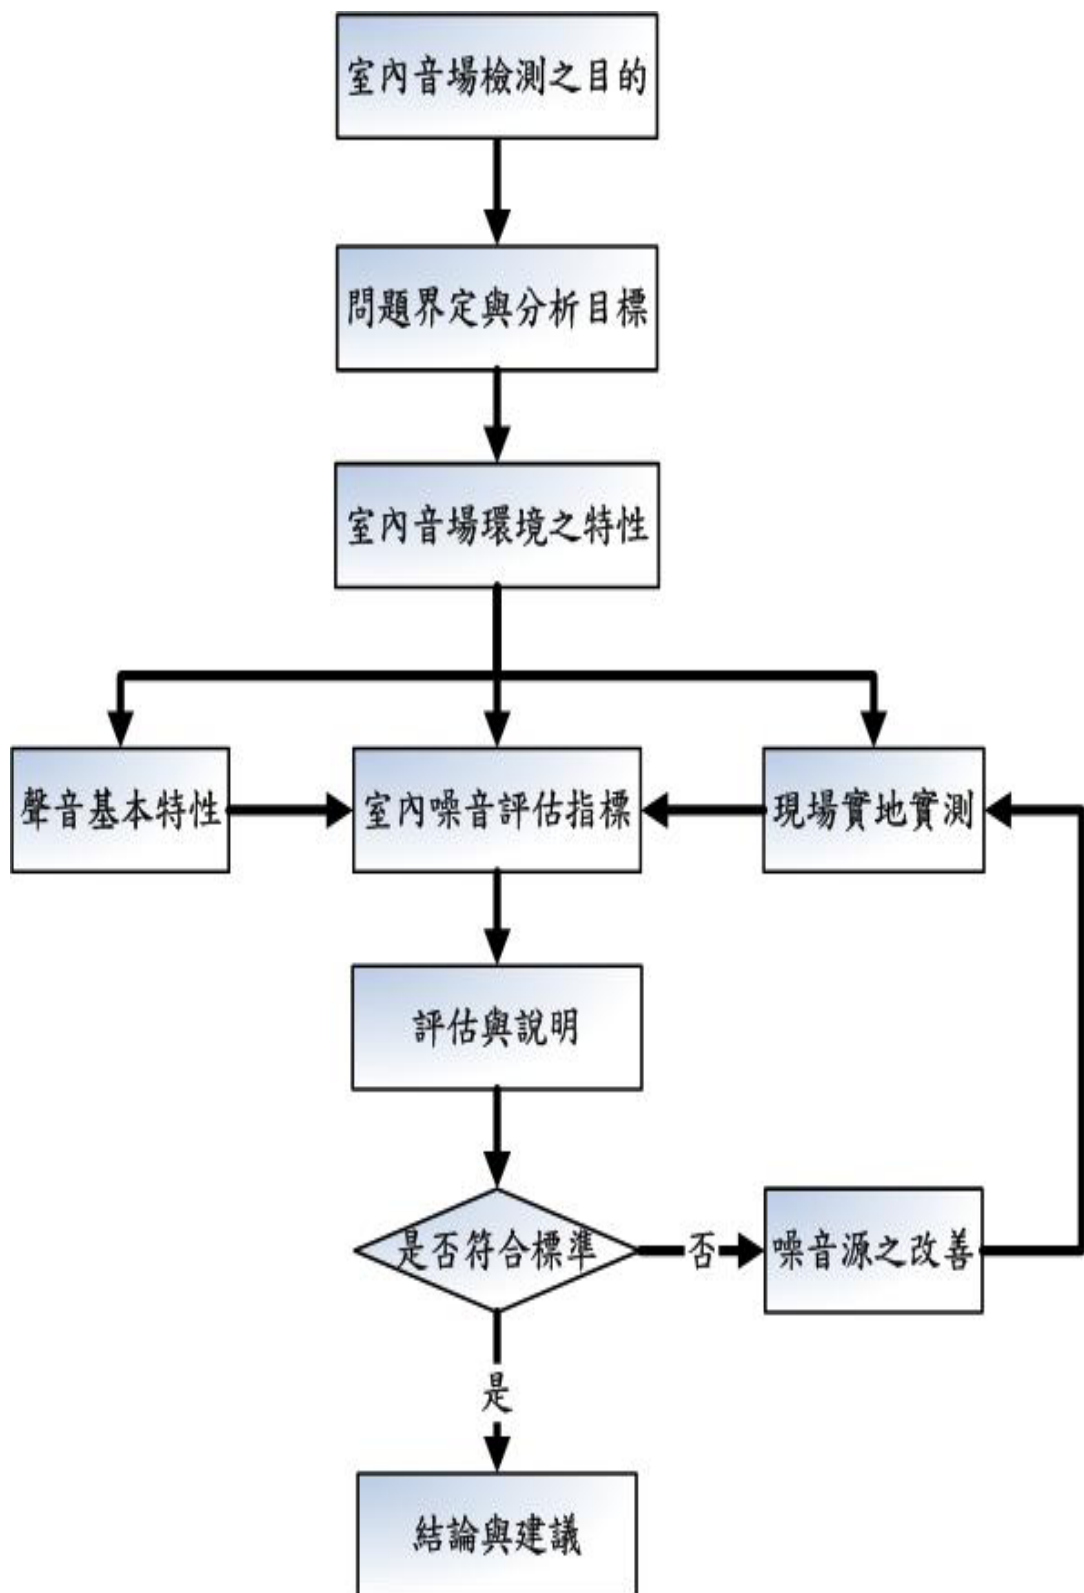 室內音場檢測之目的
問題界定與分析目標
室內音場環境之特性
聲音基本特性
室內噪音評估指標
現場實地實測
評估與說明
是否符合標準
否
噪音源之改善
是
結論與建議